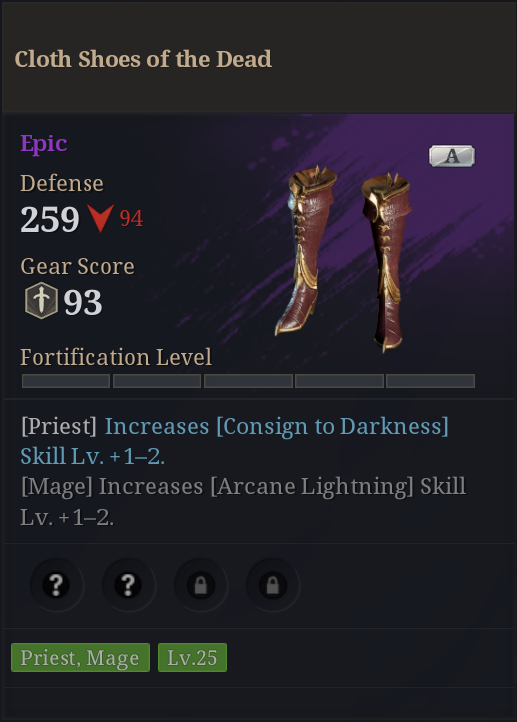 Cloth Shoes of the Dead
Epic
A
Defense
259 94
Gear Score
93
Fortification Level
[Priest] Increases [Consign to Darkness]
Skill Lv. +1–2.
[Mage] Increases [Arcane Lightning] Skill
Lv. +1–2.
? ?
Priest, Mage Lv.25